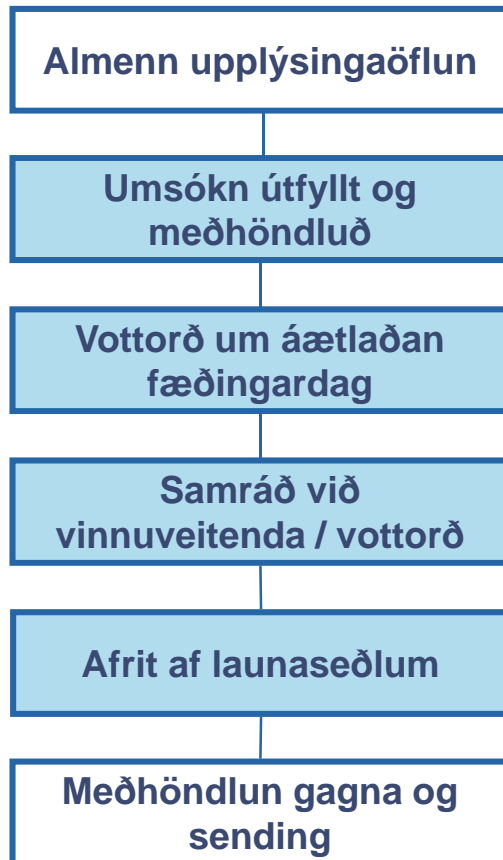 Almenn upplýsingaöflun
Umsókn útfyllt og
meðhöndluð
Vottorð um áætlaðan
fæðingardag
Samráð við
vinnuveitenda / vottorð
Afrit af launaseðlum
Meðhöndlun gagna og
sending